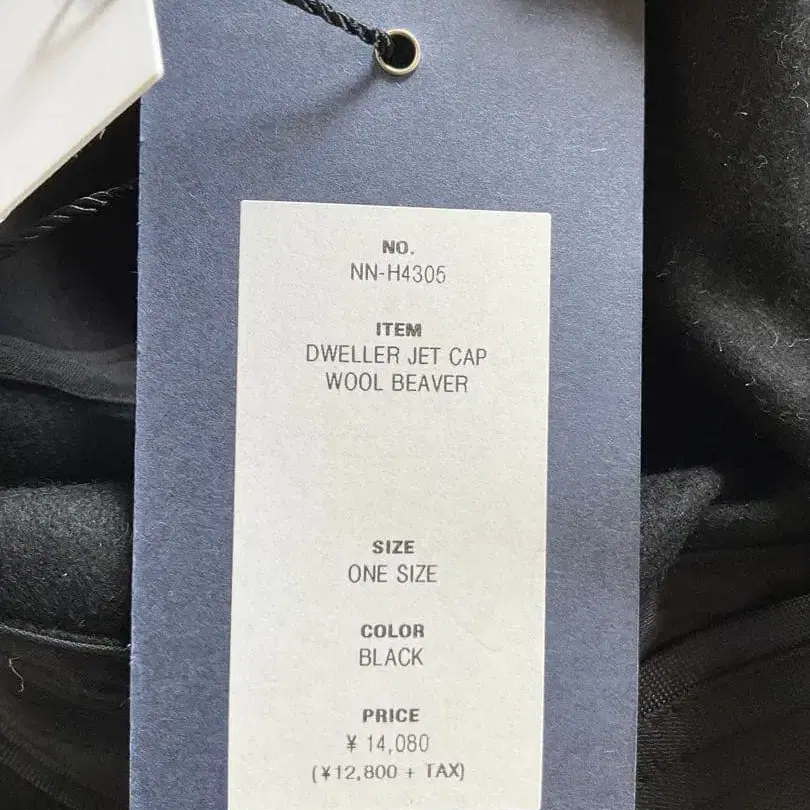 NO.
NN-H4305
ITEM
DWELLER JET CAP
WOOL BEAVER
SIZE
ONE SIZE
COLOR
BLACK
PRICE
¥ 14,080
(¥12,800 + TAX)